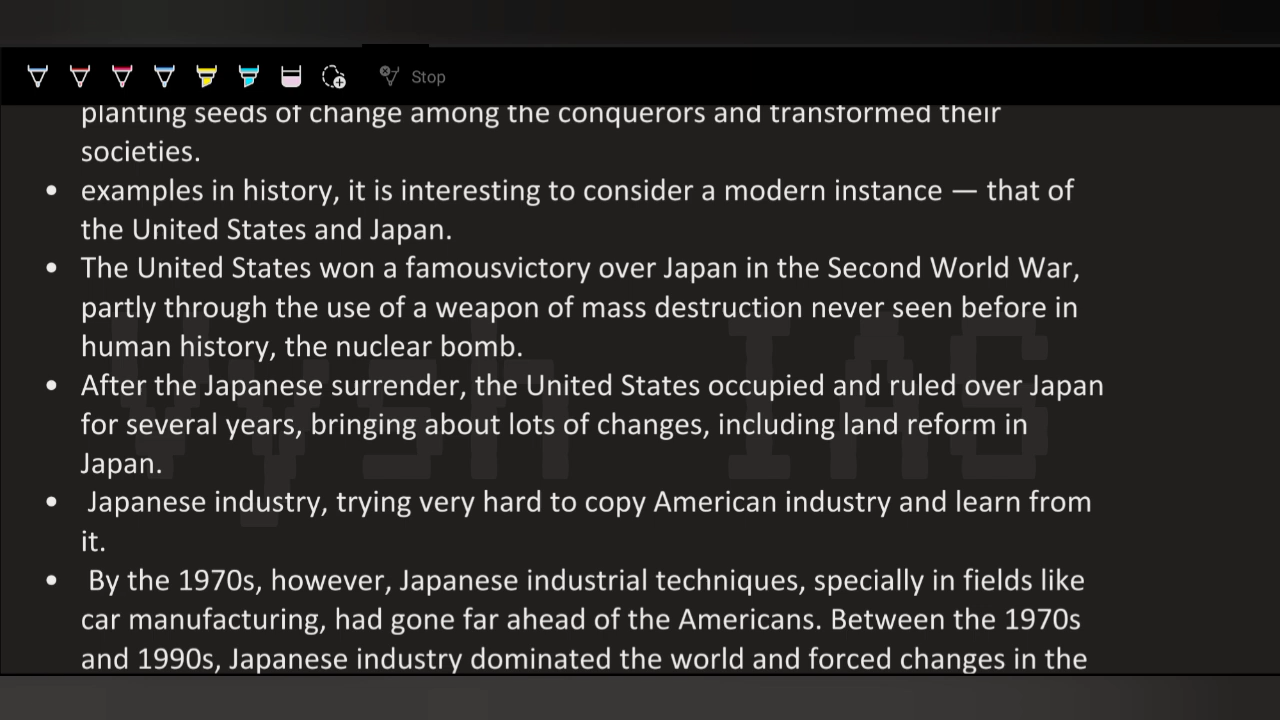 Stop
planting seeds of change among the conquerors and transformed their
societies.
• examples in history, it is interesting to consider a modern instance — that of
the United States and Japan.
• The United States won a famousvictory over Japan in the Second World War,
partly through the use of a weapon of mass destruction never seen before in
human history, the nuclear bomb.
• After the Japanese surrender, the United States occupied and ruled over Japan
for several years, bringing about lots of changes, including land reform in
Japan.
• Japanese industry, trying very hard to copy American industry and learn from
it.
• By the 1970s, however, Japanese industrial techniques, specially in fields like
car manufacturing, had gone far ahead of the Americans. Between the 1970s
and 1990s, Japanese industry dominated the world and forced changes in the
Vysh IAS